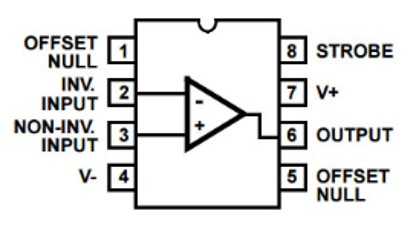 OFFSET
NULL
1
INV.
INPUT
2
NON-INV.
INPUT
3
V-
4
-
+
8
STROBE
7
V+
6
OUTPUT
5
OFFSET
NULL